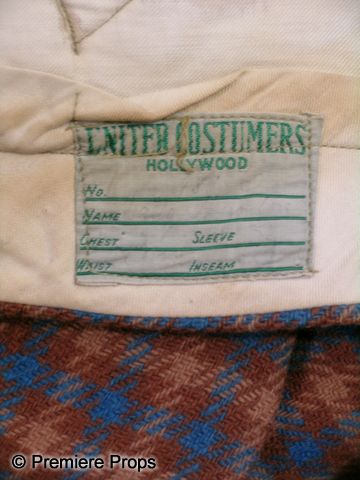 UNITED COSTUMERS
HOLLYWOOD
NO.
NAME
CHEST SLEEVE
WAIST INSEAM
© Premiere Props